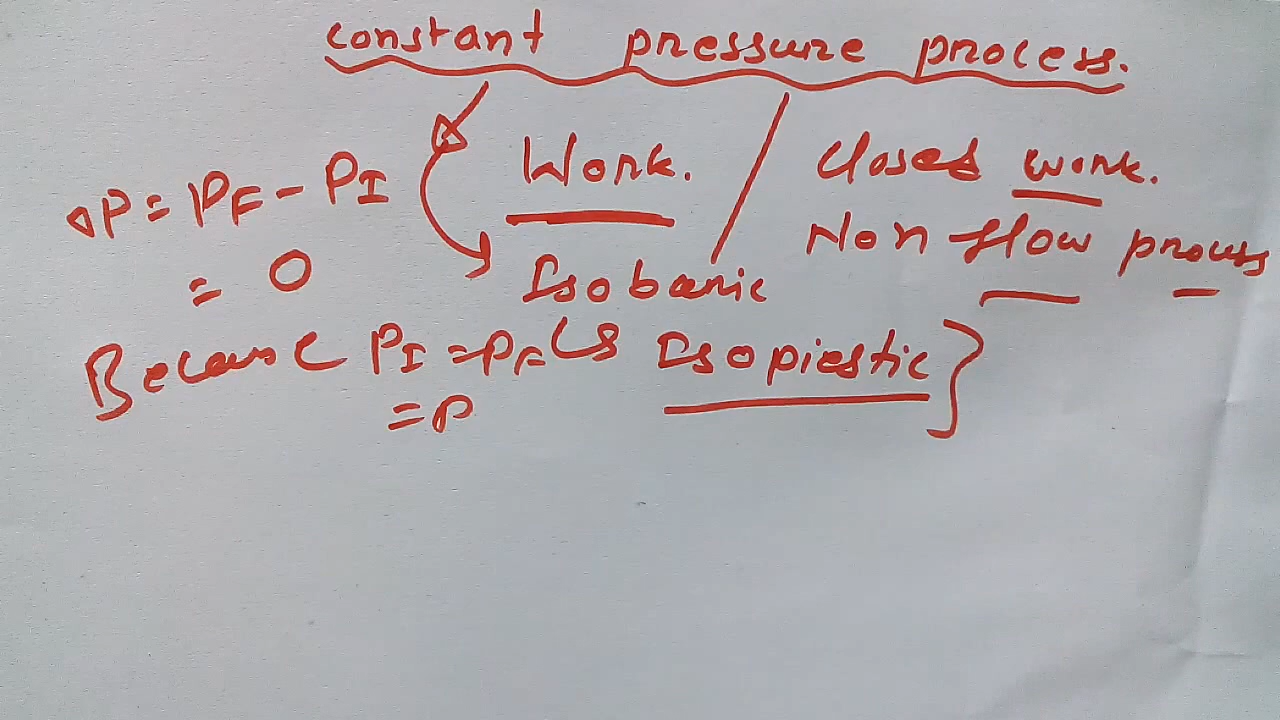 constant pressure process.
Work.
closed work.
ΔP = PF - PI
Non flow process
= 0
Isobaric
Because PI = PF
Isopiestic }
= P